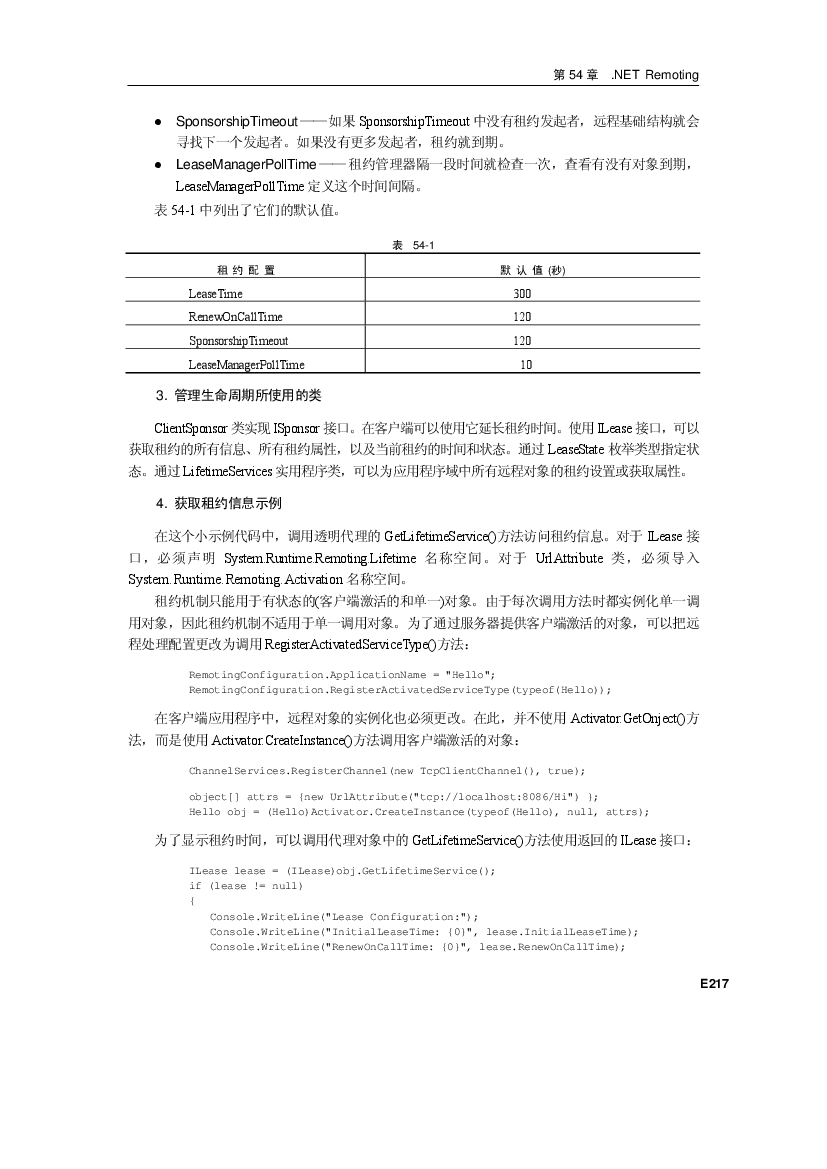 第 54 章 .NET Remoting
● SponsorshipTimeout——如果 SponsorshipTimeout 中没有租约发起者，远程基础结构就会
寻找下一个发起者。如果没有更多发起者，租约就到期。
● LeaseManagerPollTime—— 租约管理器隔一段时间就检查一次，查看有没有对象到期，
LeaseManagerPollTime 定义这个时间间隔。
表 54-1 中列出了它们的默认值。
表 54-1
租 约 配 置 默 认 值 (秒)
LeaseTime 300
RenewOnCallTime 120
SponsorshipTimeout 120
LeaseManagerPollTime 10
3. 管理生命周期所使用的类
ClientSponsor 类实现 ISponsor 接口。在客户端可以使用它延长租约时间。使用 ILease 接口，可以
获取租约的所有信息、所有租约属性，以及当前租约的时间和状态。通过 LeaseState 枚举类型指定状
态。通过 LifetimeServices 实用程序类，可以为应用程序域中所有远程对象的租约设置或获取属性。
4. 获取租约信息示例
在这个小示例代码中，调用透明代理的 GetLifetimeService()方法访问租约信息。对于 ILease 接
口，必须声明 System.Runtime.Remoting.Lifetime 名称空间。对于 UrlAttribute 类，必须导入
System. Runtime. Remoting. Activation 名称空间。
租约机制只能用于有状态的(客户端激活的和单一)对象。由于每次调用方法时都实例化单一调
用对象，因此租约机制不适用于单一调用对象。为了通过服务器提供客户端激活的对象，可以把远
程处理配置更改为调用 RegisterActivatedServiceType()方法：
RemotingConfiguration.ApplicationName = "Hello";
RemotingConfiguration.RegisterActivatedServiceType(typeof(Hello));
在客户端应用程序中，远程对象的实例化也必须更改。在此，并不使用 Activator.GetOnject()方
法，而是使用 Activator.CreateInstance()方法调用客户端激活的对象：
ChannelServices.RegisterChannel(new TcpClientChannel(), true);
object[] attrs = {new UrlAttribute("tcp://localhost:8086/Hi") };
Hello obj = (Hello)Activator.CreateInstance(typeof(Hello), null, attrs);
为了显示租约时间，可以调用代理对象中的 GetLifetimeService()方法使用返回的 ILease 接口：
ILease lease = (ILease)obj.GetLifetimeService();
if (lease != null)
{
Console.WriteLine("Lease Configuration:");
Console.WriteLine("InitialLeaseTime: {0}", lease.InitialLeaseTime);
Console.WriteLine("RenewOnCallTime: {0}", lease.RenewOnCallTime);
E217